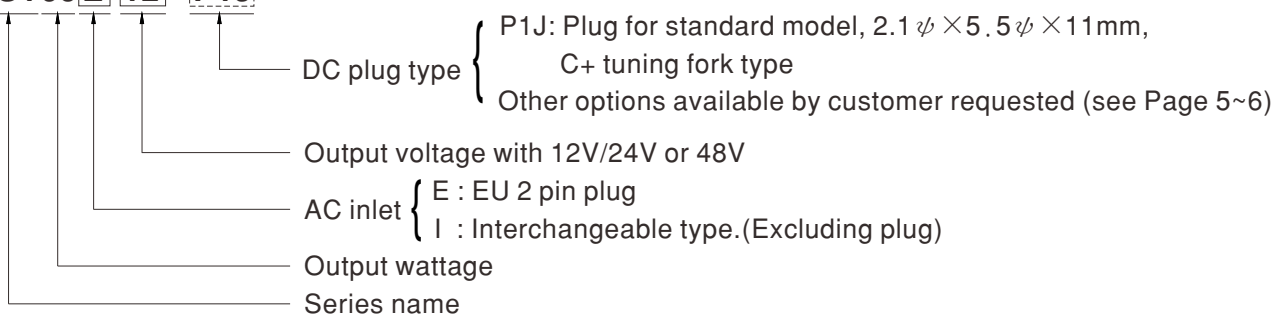 P1J: Plug for standard model, 2.1ψ×5.5ψ×11mm,
DC plug type
C+ tuning fork type
Other options available by customer requested (see Page 5~6)
Output voltage with 12V/24V or 48V
E : EU 2 pin plug
AC inlet
I : Interchangeable type.(Excluding plug)
Output wattage
Series name